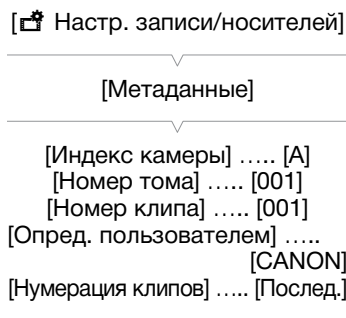 [ Настр. записи/носителей]
[Метаданные]
[Индекс камеры] ..... [A]
[Номер тома] ..... [001]
[Номер клипа] ..... [001]
[Опред. пользователем] .....
[CANON]
[Нумерация клипов] ..... [Послед.]